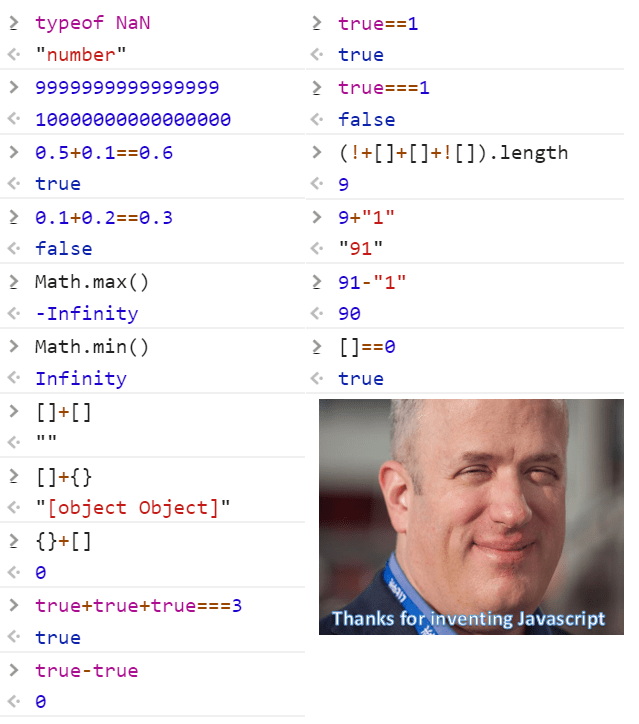 typeof NaN
"number"
9999999999999999
10000000000000000
0.5+0.1==0.6
true
0.1+0.2==0.3
false
Math.max()
-Infinity
Math.min()
Infinity
[]+[]
""
[]+{}
"[object Object]"
{}+[]
0
true+true+true===3
true
true-true
0
true==1
true
true===1
false
(!+[]+[]+![]).length
9
9+"1"
"91"
91-"1"
90
[]==0
true
Thanks for inventing Javascript